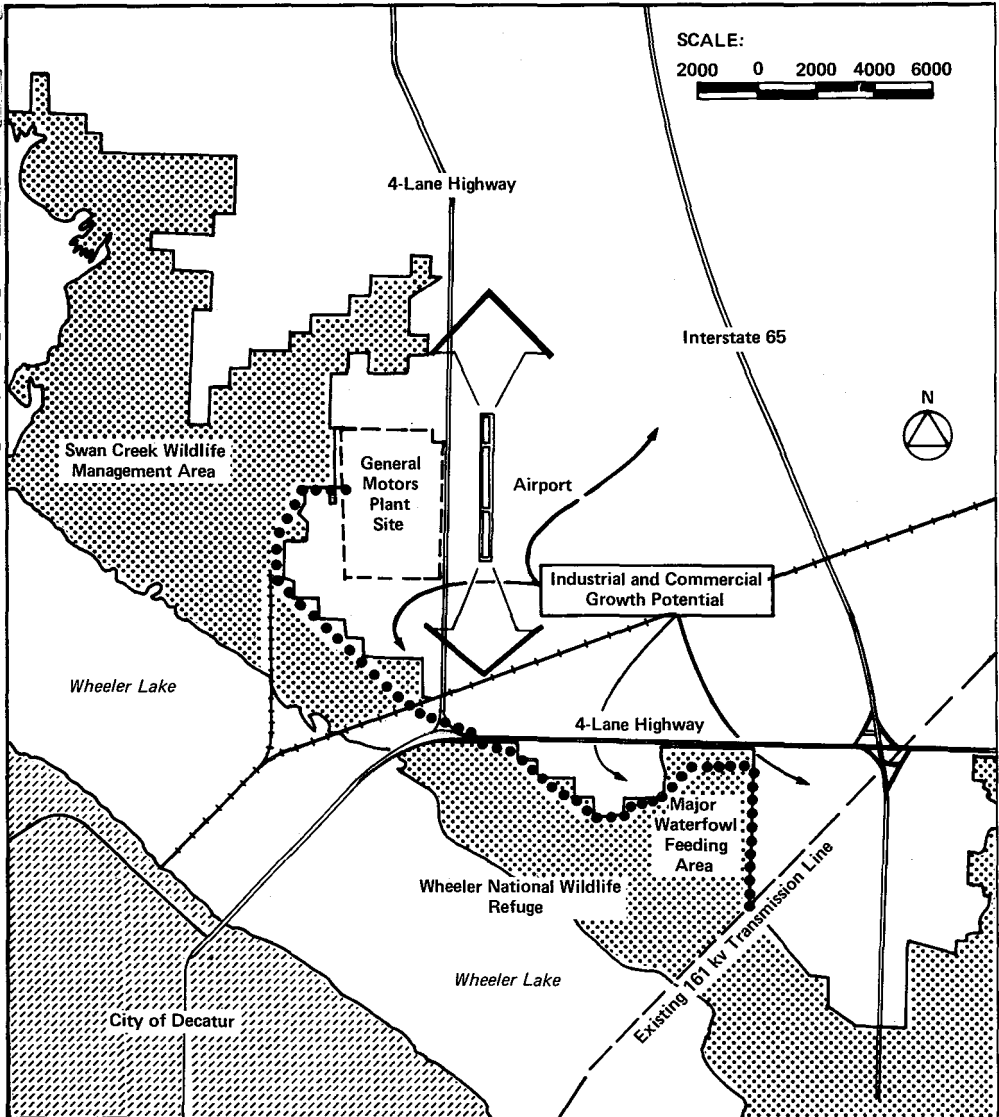 SCALE:
2000 0 2000 4000 6000
4-Lane Highway
Interstate 65
N
Swan Creek Wildlife
Management Area
General
Motors
Plant
Site
Airport
Industrial and Commercial
Growth Potential
Wheeler Lake
4-Lane Highway
Major
Waterfowl
Feeding
Area
Wheeler National Wildlife
Refuge
Existing 161 kv Transmission Line
Wheeler Lake
City of Decatur